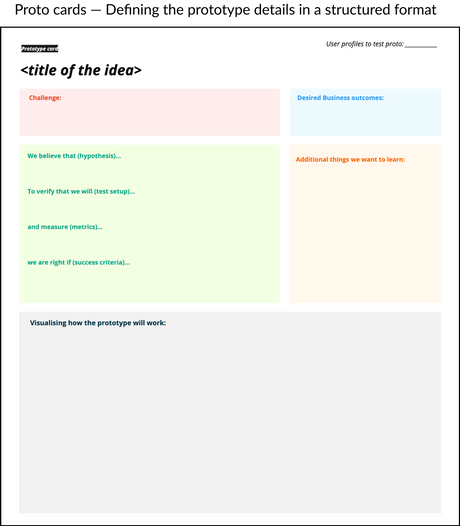 Proto cards — Defining the prototype details in a structured format
User profiles to test proto: __________
Prototype card
<title of the idea>
Challenge:
Desired Business outcomes:
We believe that (hypothesis)...
Additional things we want to learn:
To verify that we will (test setup)...
and measure (metrics)...
we are right if (success criteria)...
Visualising how the prototype will work: